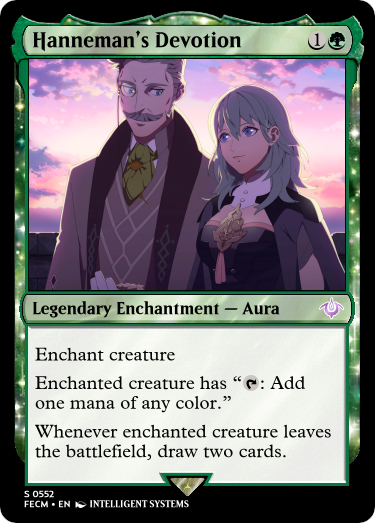 Hanneman's Devotion 1
Legendary Enchantment — Aura
Enchant creature
Enchanted creature has “: Add
one mana of any color.”
Whenever enchanted creature leaves
the battlefield, draw two cards.
S 0552
FECM • EN INTELLIGENT SYSTEMS